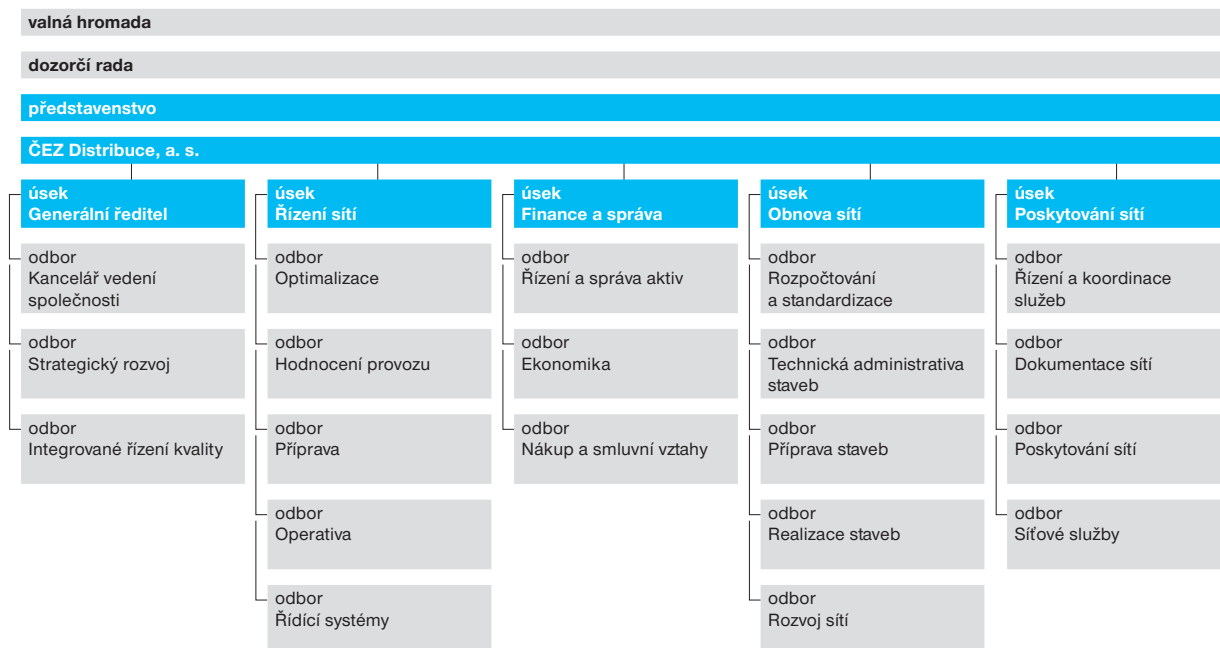 valná hromada
dozorčí rada
představenstvo
ČEZ Distribuce, a. s.
úsek
Generální ředitel
odbor
Kancelář vedení
společnosti
odbor
Strategický rozvoj
odbor
Integrované řízení kvality
úsek
Řízení sítí
odbor
Optimalizace
odbor
Hodnocení provozu
odbor
Příprava
odbor
Operativa
odbor
Řídící systémy
úsek
Finance a správa
odbor
Řízení a správa aktiv
odbor
Ekonomika
odbor
Nákup a smluvní vztahy
úsek
Obnova sítí
odbor
Rozpočtování
a standardizace
odbor
Technická administrativa
staveb
odbor
Příprava staveb
odbor
Realizace staveb
odbor
Rozvoj sítí
úsek
Poskytování sítí
odbor
Řízení a koordinace
služeb
odbor
Dokumentace sítí
odbor
Poskytování sítí
odbor
Síťové služby